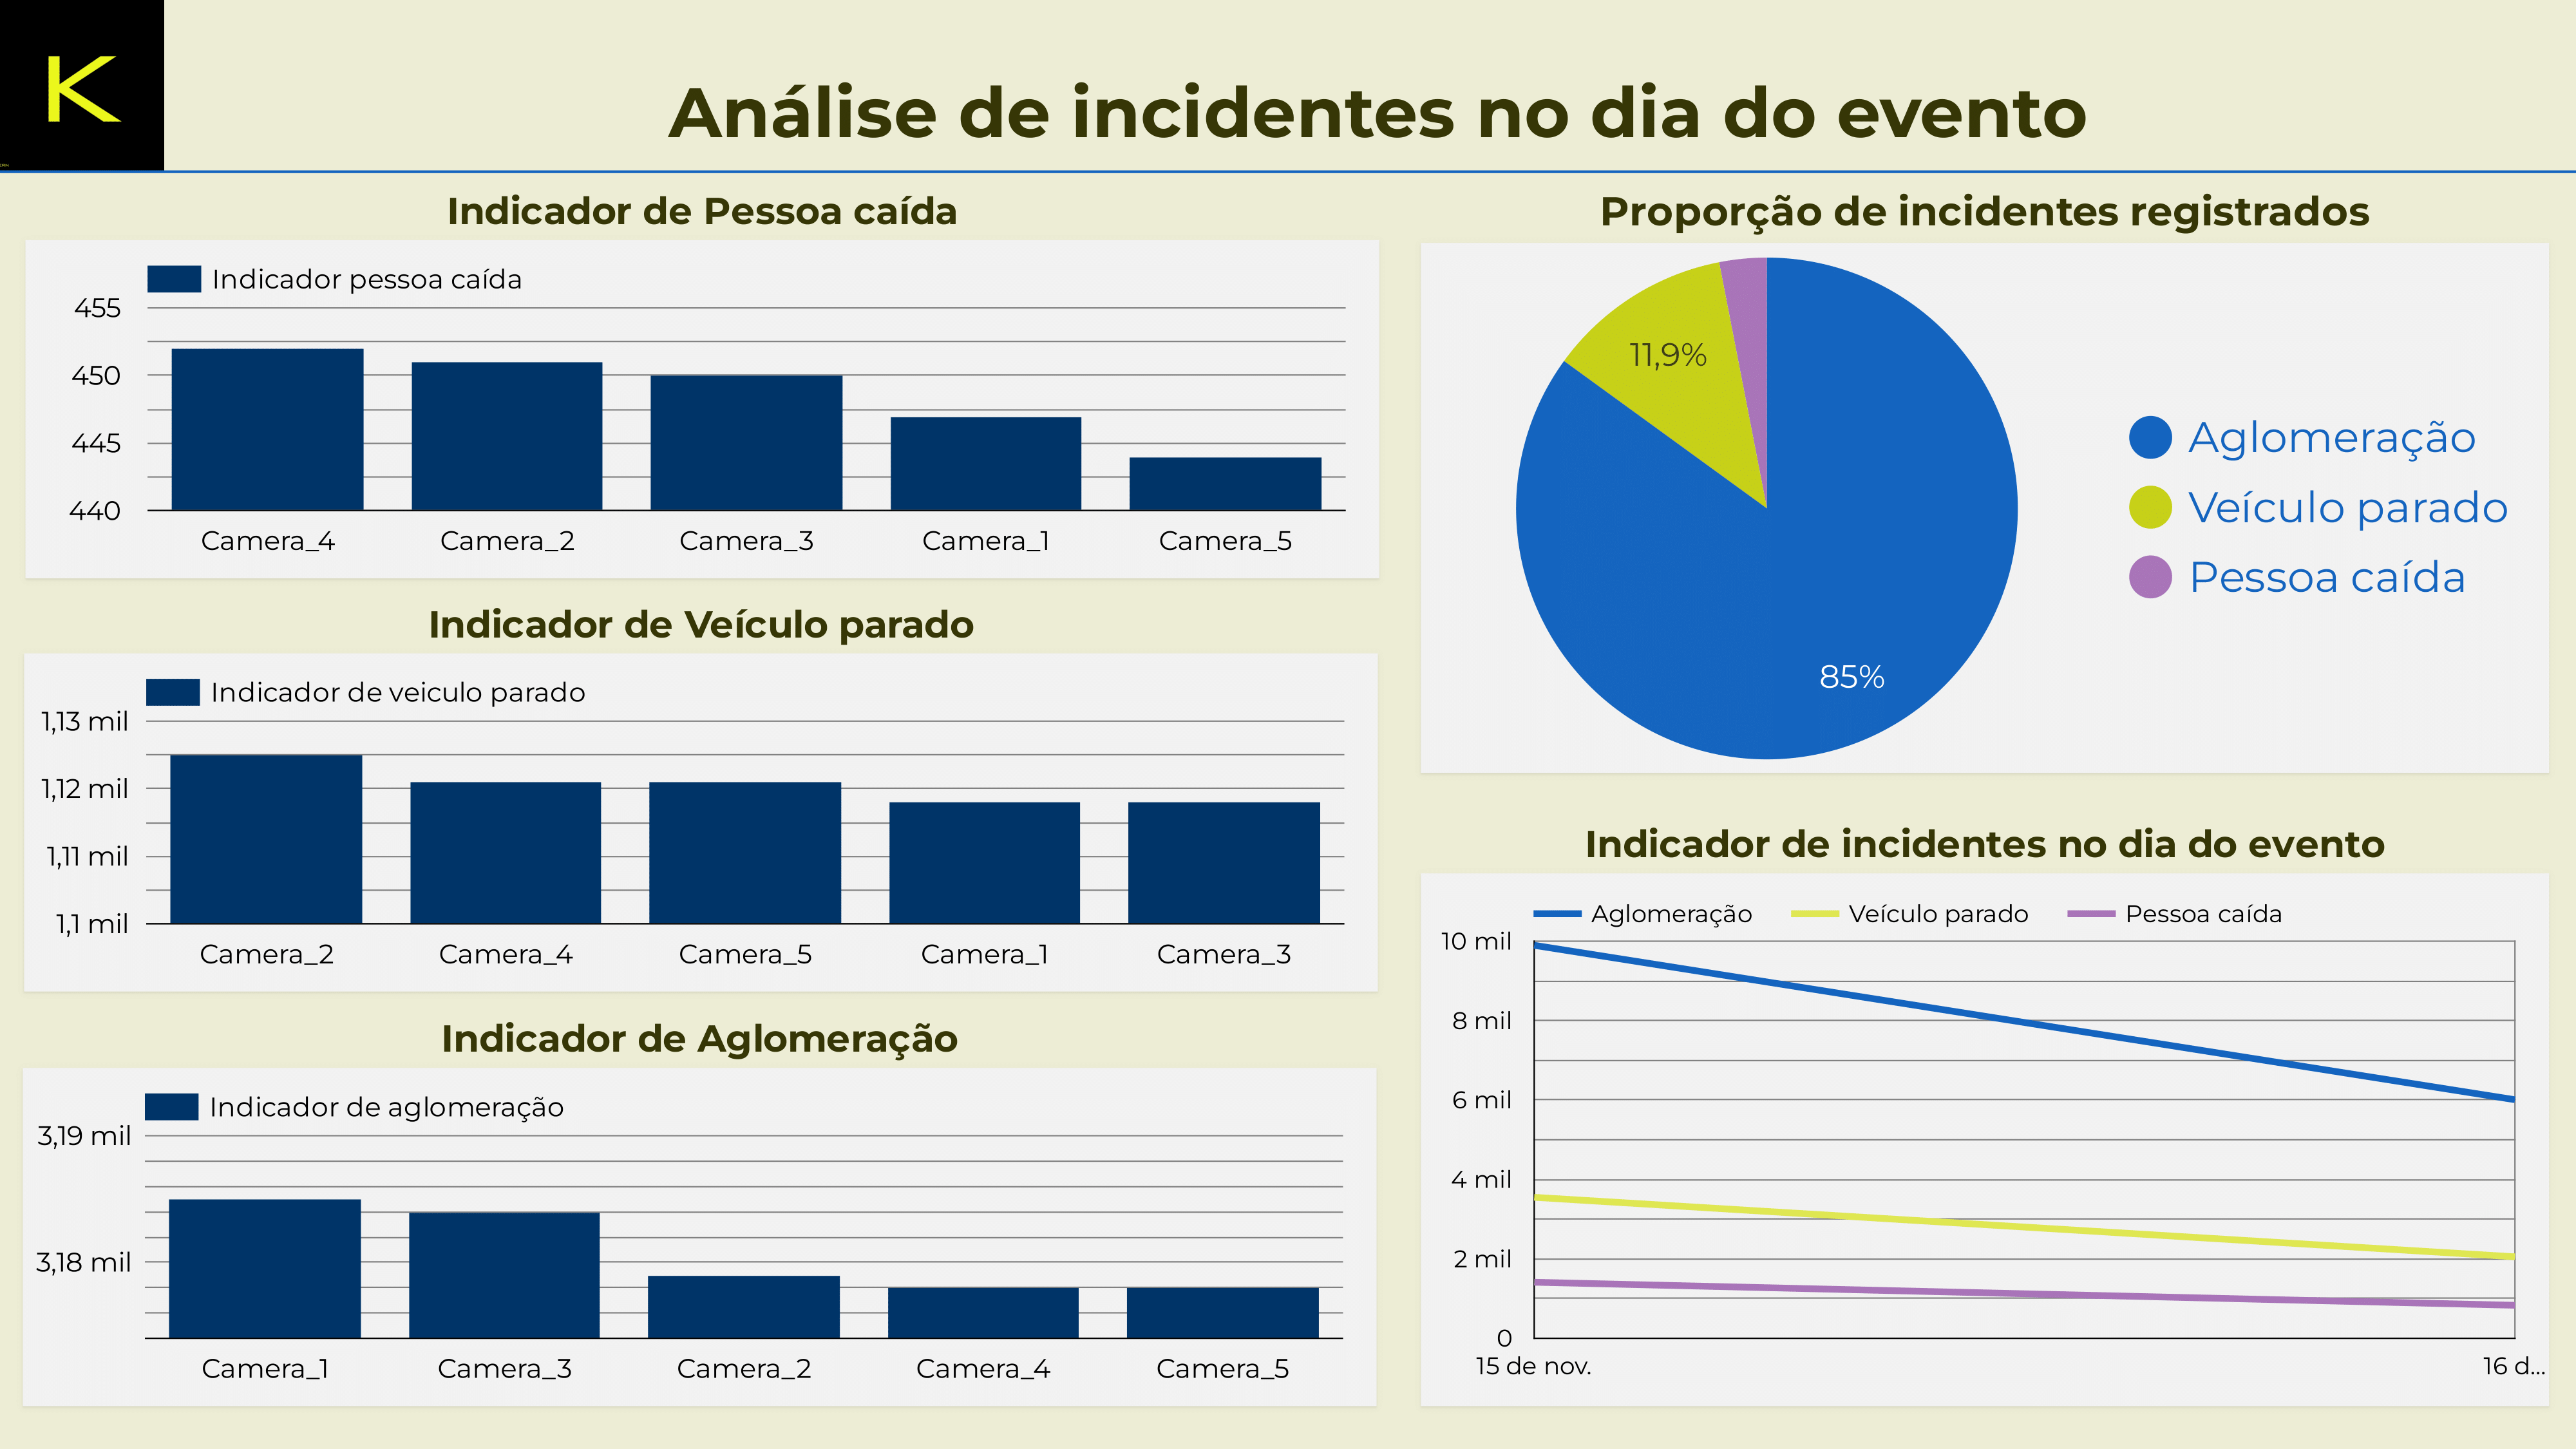 K
Análise de incidentes no dia do evento
Indicador de Pessoa caída
Indicador pessoa caída
455
450
445
440
Camera_4
Camera_2
Camera_3
Camera_1
Camera_5
Indicador de Veículo parado
Indicador de veiculo parado
1,13 mil
1,12 mil
1,11 mil
1,1 mil
Camera_2
Camera_4
Camera_5
Camera_1
Camera_3
Indicador de Aglomeração
Indicador de aglomeração
3,19 mil
3,18 mil
Camera_1
Camera_3
Camera_2
Camera_4
Camera_5
Proporção de incidentes registrados
11,9%
85%
Aglomeração
Veículo parado
Pessoa caída
Indicador de incidentes no dia do evento
Aglomeração
Veículo parado
Pessoa caída
10 mil
8 mil
6 mil
4 mil
2 mil
0
15 de nov.
16 d...